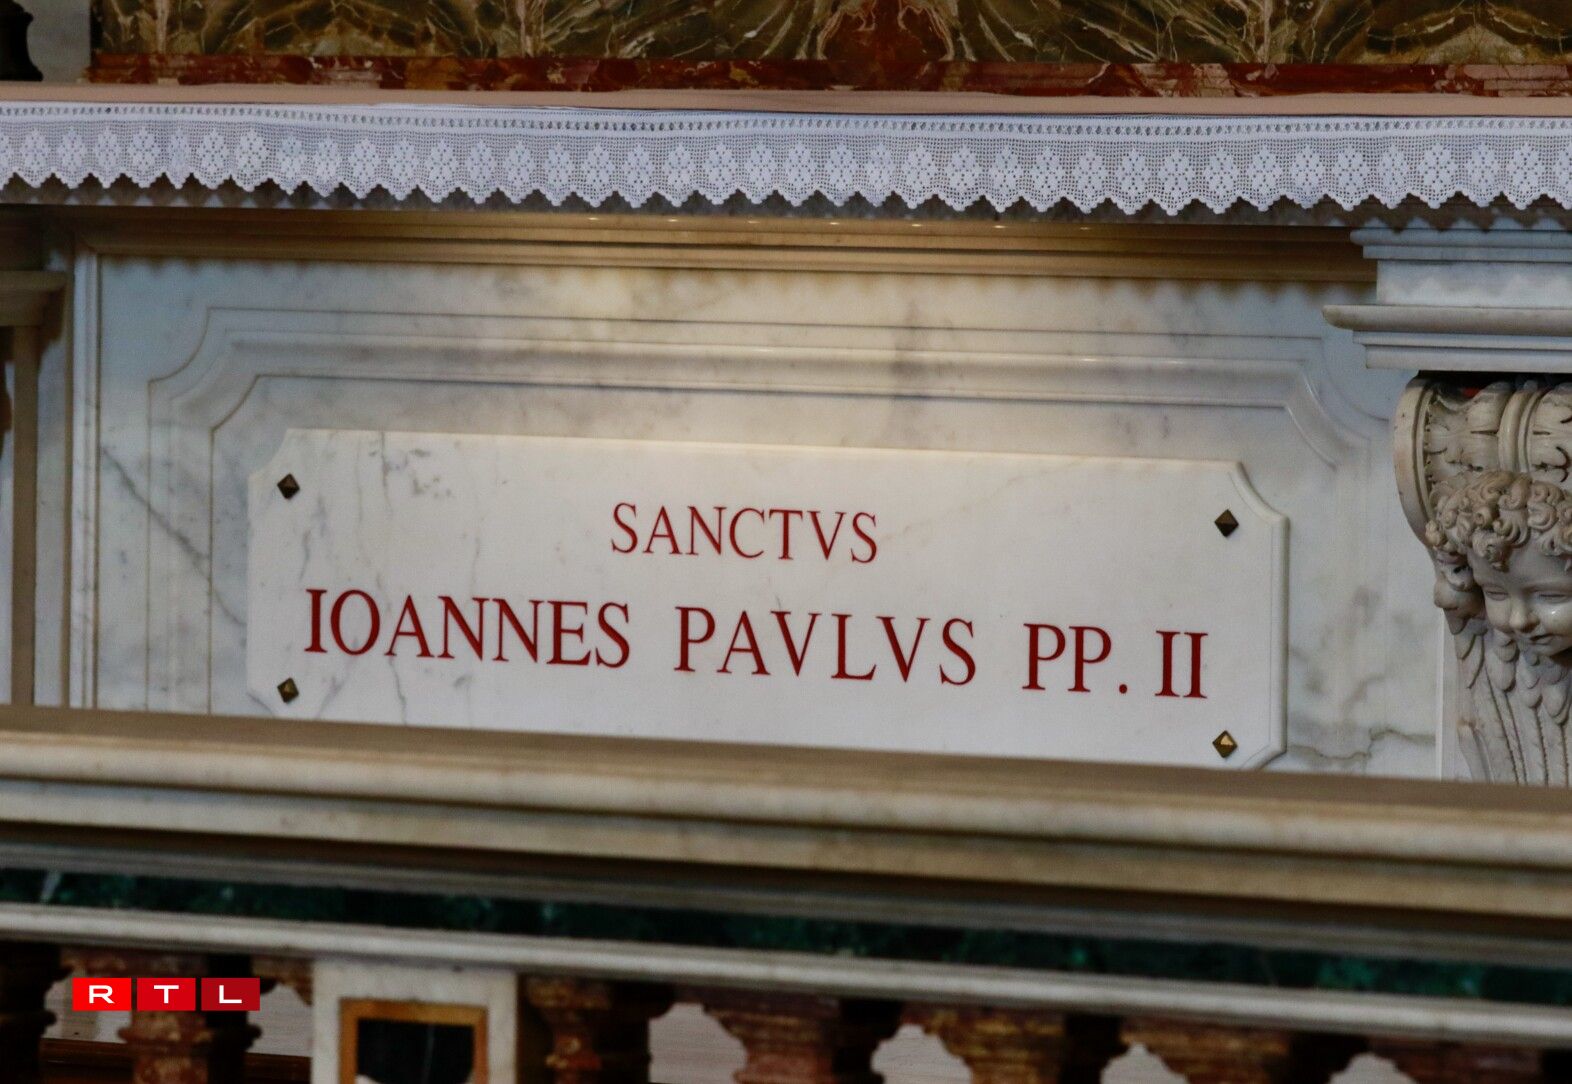 SANCTVS
IOANNES PAVLVS PP. II
RTL